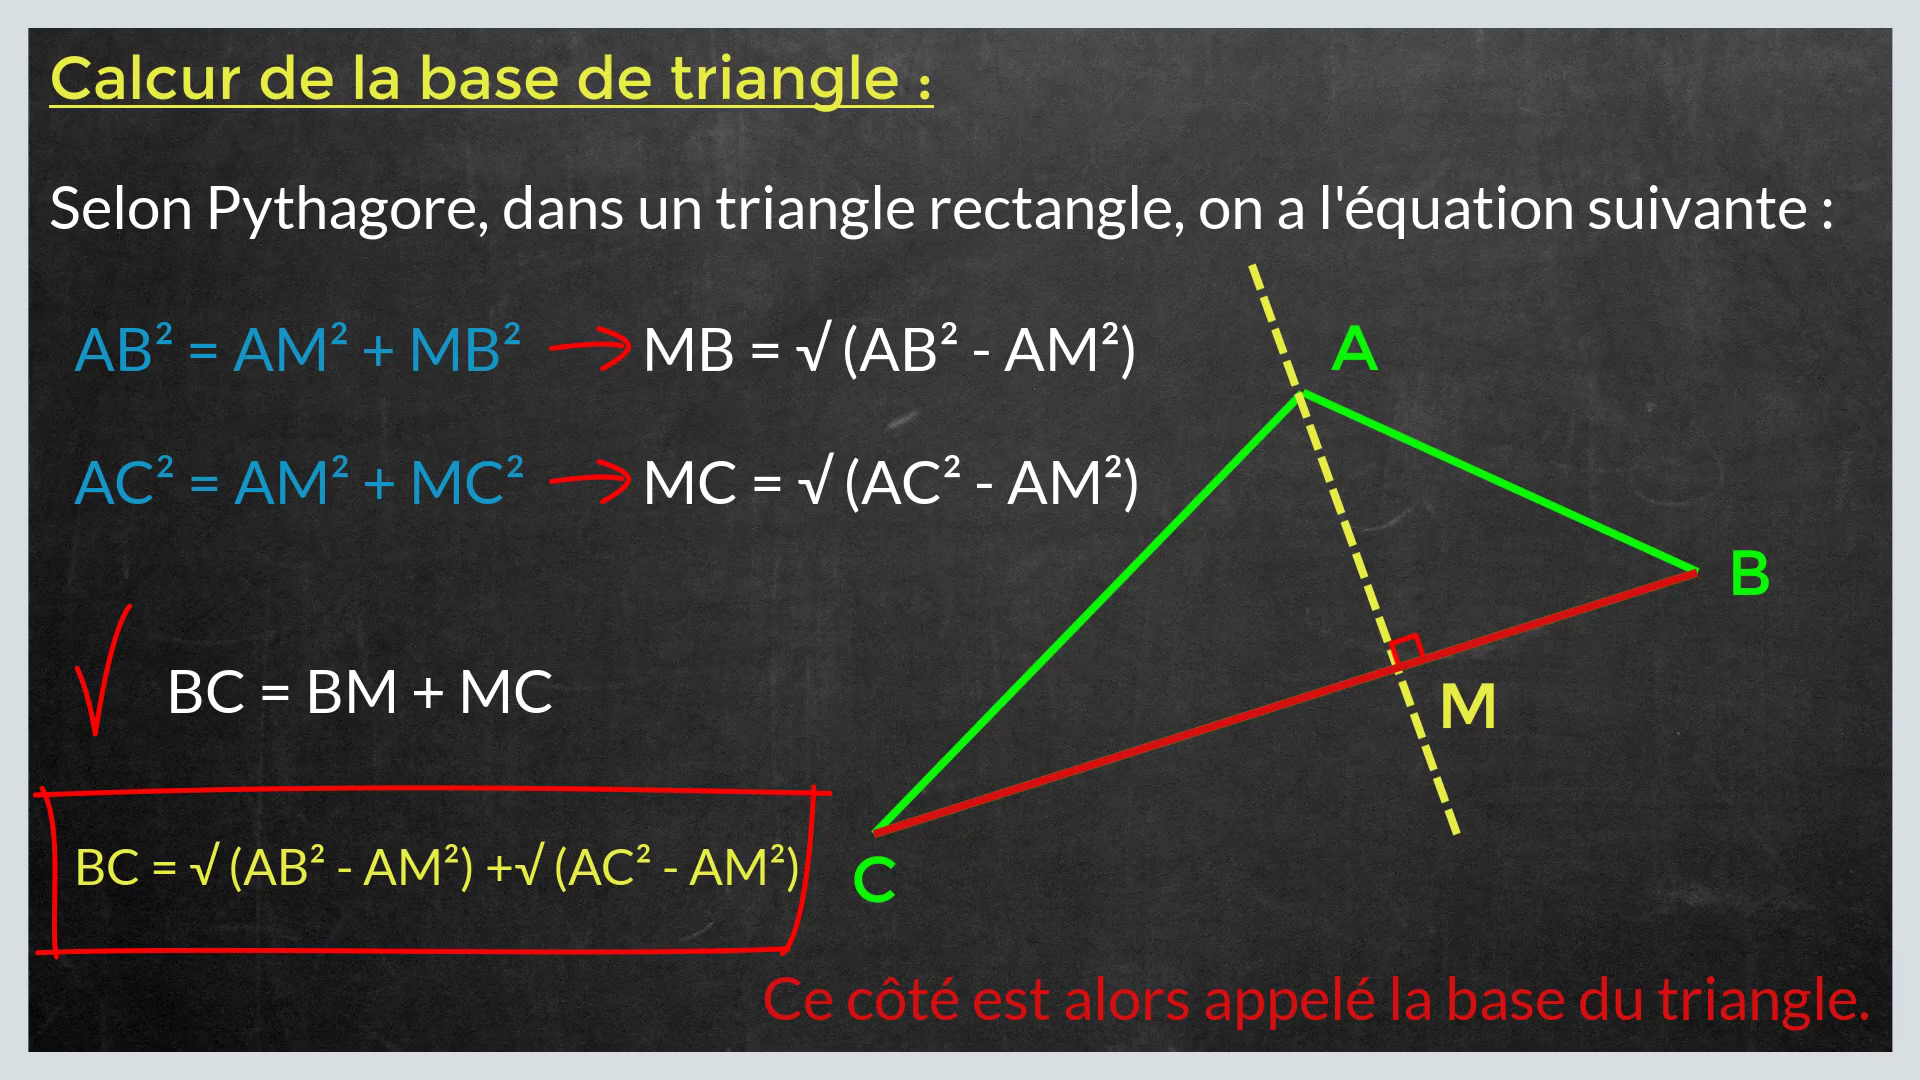 Calcur de la base de triangle :
Selon Pythagore, dans un triangle rectangle, on a l'équation suivante :
AB² = AM² + MB² → MB = √ (AB² - AM²)
A
AC² = AM² + MC² → MC = √ (AC² - AM²)
B
BC = BM + MC
M
BC = √ (AB² - AM²) +√ (AC² - AM²)
C
Ce côté est alors appelé la base du triangle.